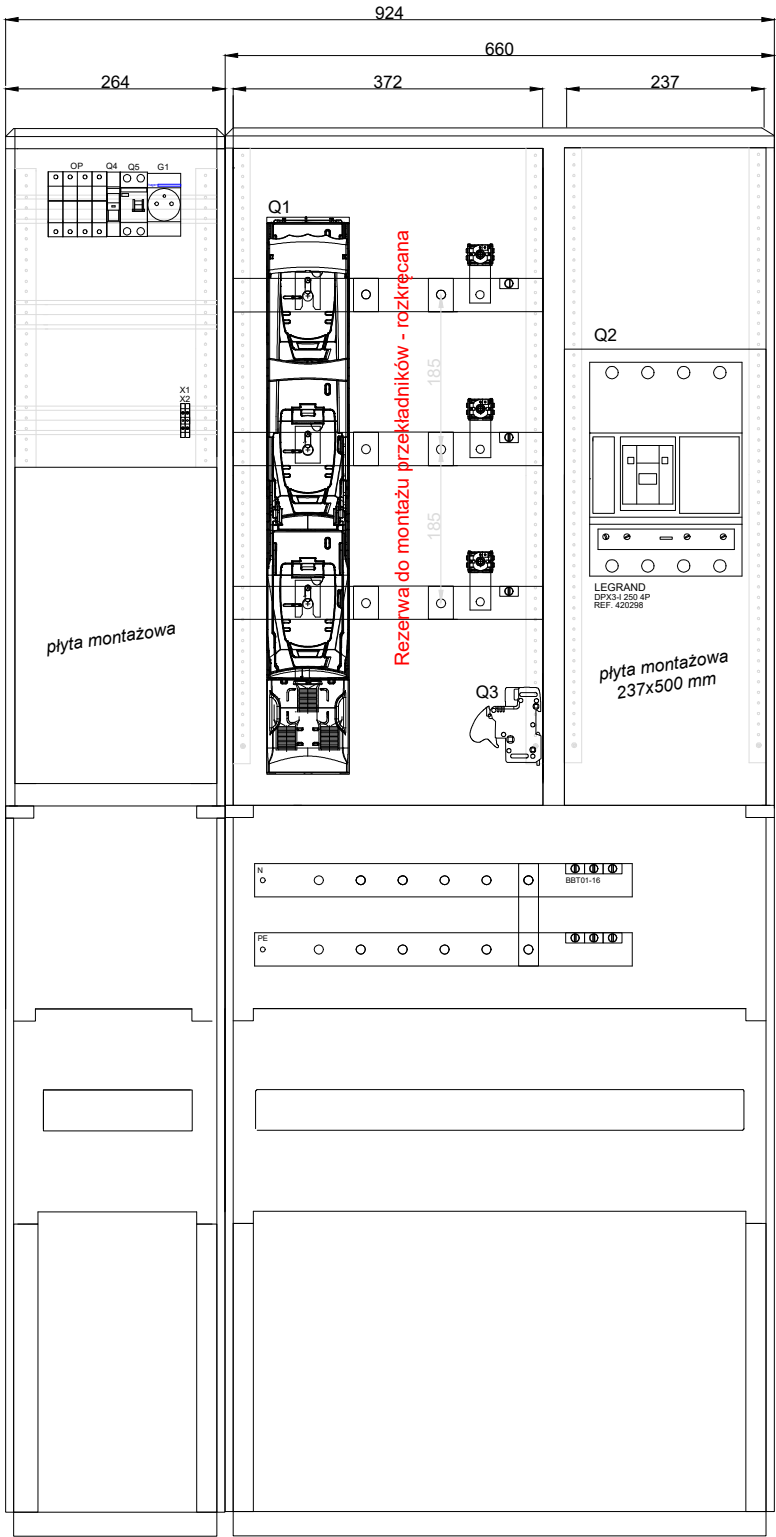 924
660
264
372
237
OP
Q4
Q5
G1
Q1
Rezerwa do montażu przekładników - rozkręcana
185
185
Q2
X1
X2
LEGRAND
DPX3-I 250 4P
REF. 420298
płyta montażowa
płyta montażowa
237x500 mm
Q3
N
BBT01-16
PE